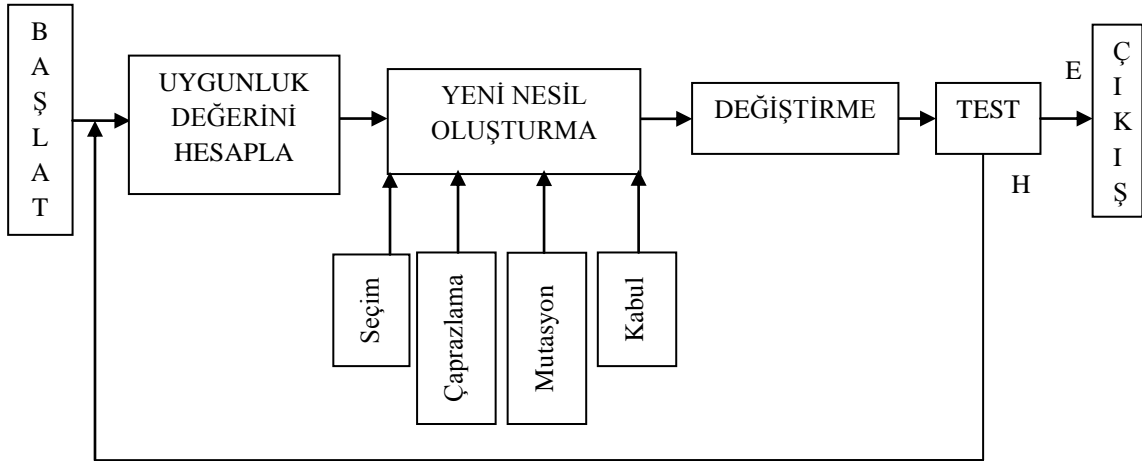 BAŞLAT
UYGUNLUK
DEĞERİNİ
HESAPLA
YENİ NESİL
OLUŞTURMA
DEĞİŞTİRME
TEST
E
H
ÇIKIŞ
Seçim
Çaprazlama
Mutasyon
Kabul